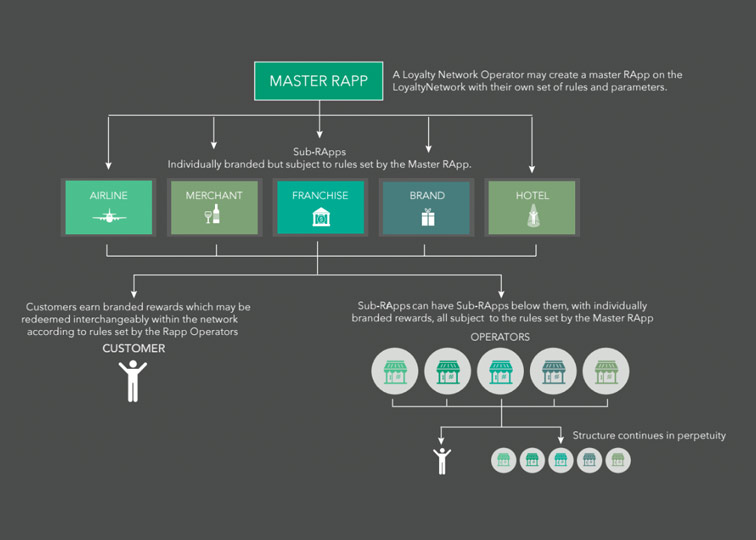 MASTER RAPP
A Loyalty Network Operator may create a master RApp on the
LoyaltyNetwork with their own set of rules and parameters.
Sub-RApps
Individually branded but subject to rules set by the Master RApp.
AIRLINE
MERCHANT
FRANCHISE
BRAND
HOTEL
Customers earn branded rewards which may be
redeemed interchangeably within the network
according to rules set by the Rapp Operators
CUSTOMER
Sub-RApps can have Sub-RApps below them, with individually
branded rewards, all subject to the rules set by the Master RApp
OPERATORS
Structure continues in perpetuity